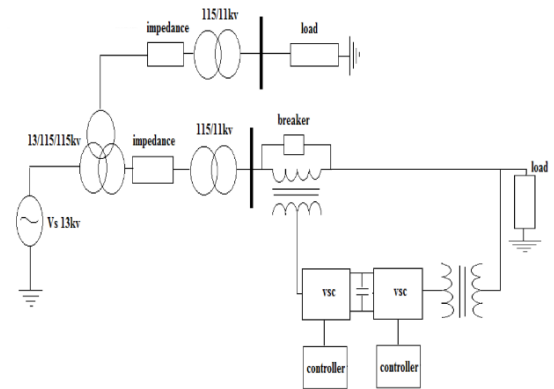 115/11kv
impedance
load
13/115/115kv
impedance
115/11kv
breaker
load
Vs 13kv
vsc
vsc
controller
controller